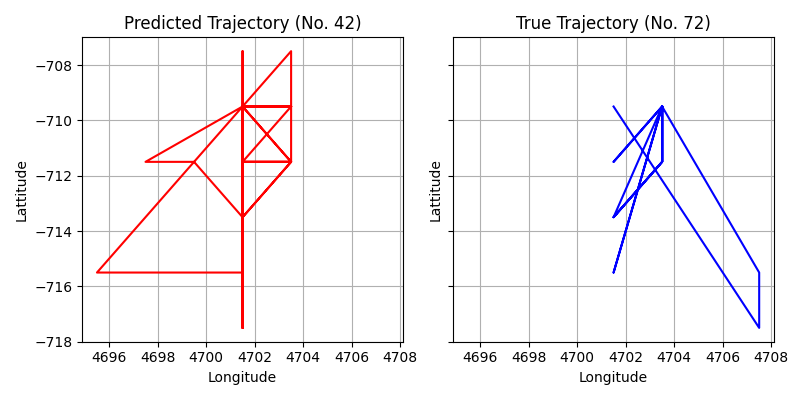 Predicted Trajectory (No. 42)
True Trajectory (No. 72)
−708
−710
−712
−714
−716
−718
Lattitude
Lattitude
4696 4698 4700 4702 4704 4706 4708
4696 4698 4700 4702 4704 4706 4708
Longitude
Longitude